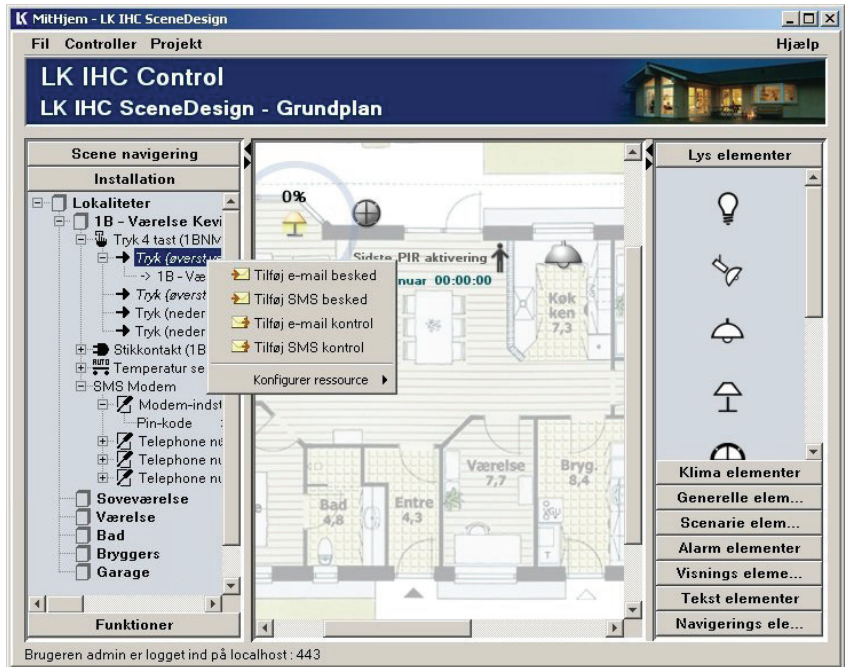 MitHjem - LK IHC SceneDesign
Fil Controller Projekt Hjælp
LK IHC Control
LK IHC SceneDesign - Grundplan
Scene navigering
Installation
Lokaliteter
1B - Værelse Kevi
Tryk 4 tast (1BNM
Tryk (øverst ve
-> 1B - Væ
Tryk (øverst
Tryk (neder
Tryk (neder
Stikkontakt (1B
AUTO
Temperatur se
SMS Modem
Modem-indst
Pin-kode
Telephone nu
Telephone nu
Telephone nu
Soveværelse
Værelse
Bad
Bryggers
Garage
Funktioner
Tilføj e-mail besked
Tilføj SMS besked
Tilføj e-mail kontrol
Tilføj SMS kontrol
Konfigurer ressource
0%
Sidste PIR aktivering
nuar 00:00:00
Køk
ken
7,3
Værelse
7,7
Bryg.
8,4
Bad
4,8
Entre
4,3
T
Lys elementer
Klima elementer
Generelle elem...
Scenarie elem...
Alarm elementer
Visnings eleme...
Tekst elementer
Navigerings ele...
Brugeren admin er logget ind på localhost : 443